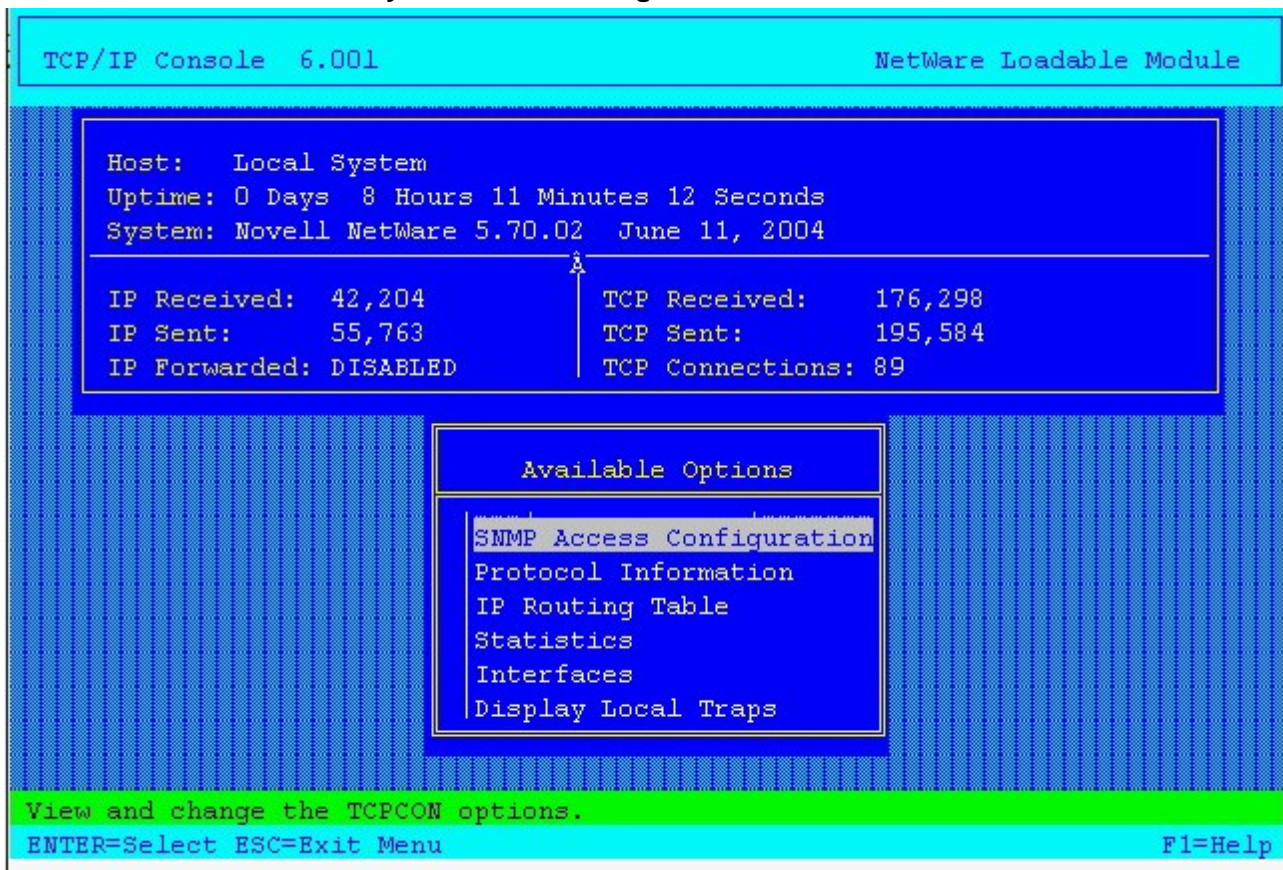 TCP/IP Console 6.00l NetWare Loadable Module
Host: Local System
Uptime: 0 Days 8 Hours 11 Minutes 12 Seconds
System: Novell NetWare 5.70.02 June 11, 2004
IP Received: 42,204 TCP Received: 176,298
IP Sent: 55,763 TCP Sent: 195,584
IP Forwarded: DISABLED TCP Connections: 89
Available Options
SNMP Access Configuration
Protocol Information
IP Routing Table
Statistics
Interfaces
Display Local Traps
View and change the TCPCON options.
ENTER=Select ESC=Exit Menu F1=Help